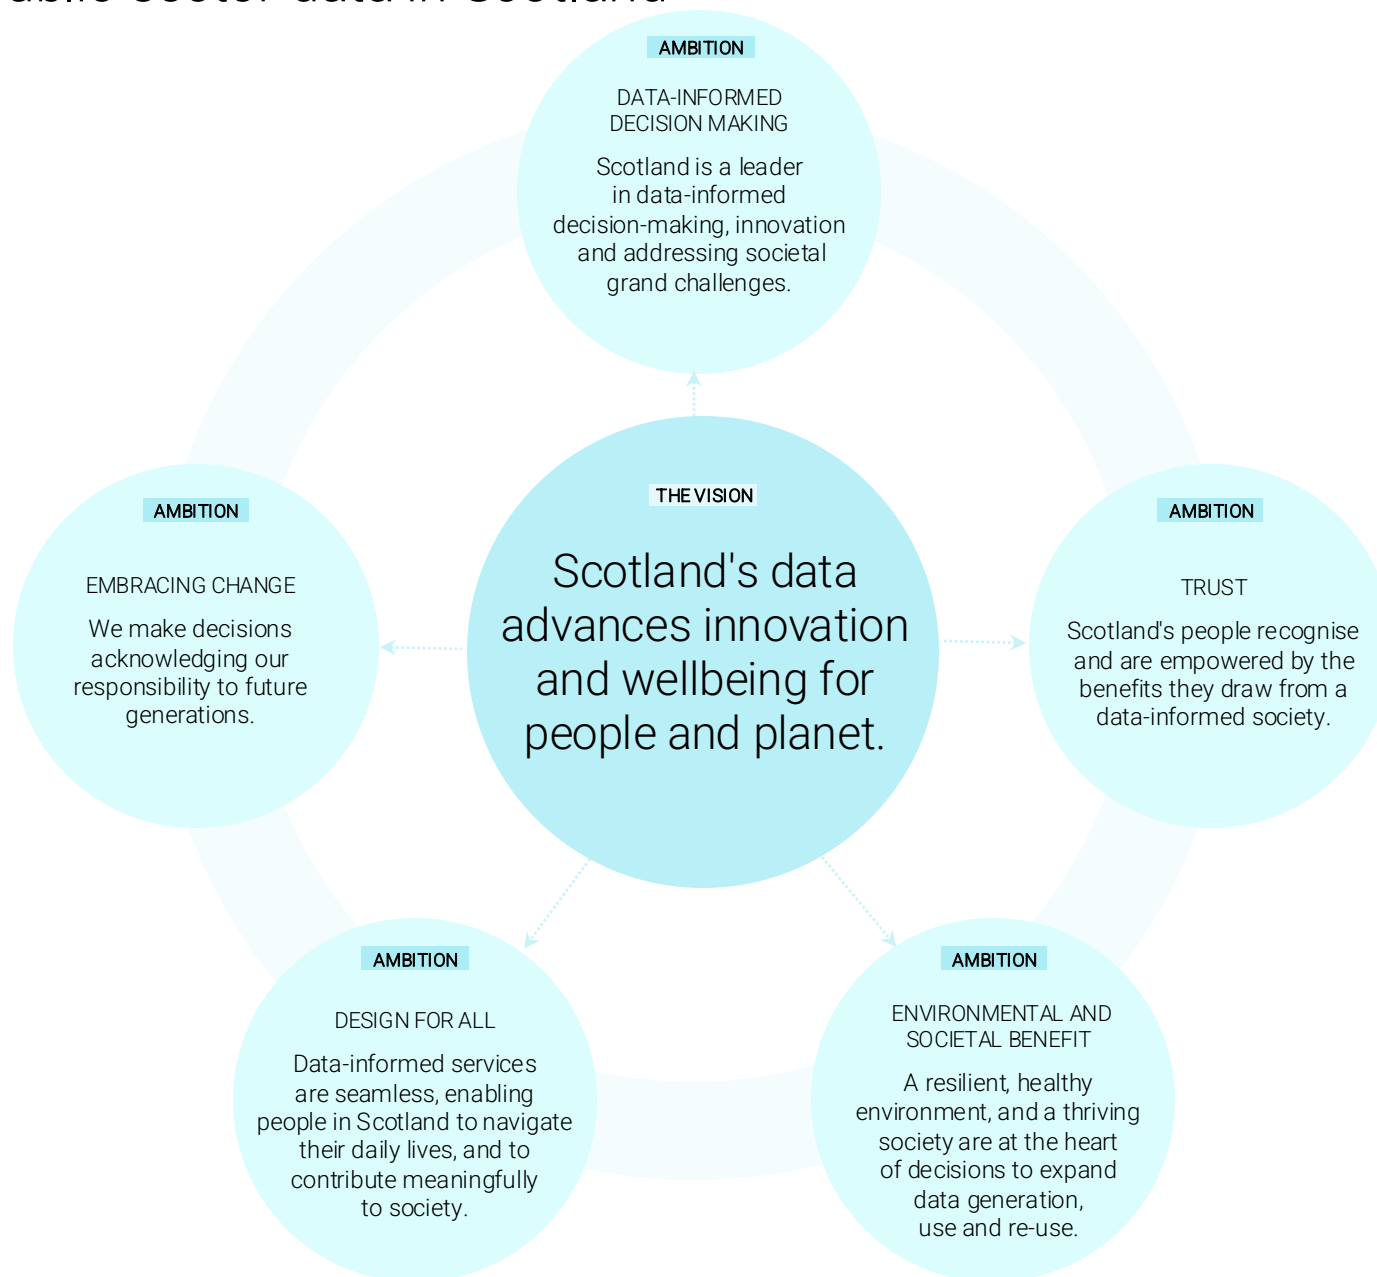 sector data in Scotland
AMBITION
DATA-INFORMED
DECISION MAKING
Scotland is a leader
in data-informed
decision-making, innovation
and addressing societal
grand challenges.
THE VISION
Scotland's data
advances innovation
and wellbeing for
people and planet.
AMBITION
EMBRACING CHANGE
We make decisions
acknowledging our
responsibility to future
generations.
AMBITION
TRUST
Scotland's people recognise
and are empowered by the
benefits they draw from a
data-informed society.
AMBITION
DESIGN FOR ALL
Data-informed services
are seamless, enabling
people in Scotland to navigate
their daily lives, and to
contribute meaningfully
to society.
AMBITION
ENVIRONMENTAL AND
SOCIETAL BENEFIT
A resilient, healthy
environment, and a thriving
society are at the heart
of decisions to expand
data generation,
use and re-use.